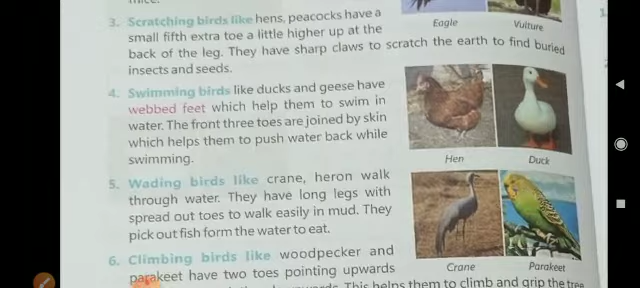 3. Scratching birds like hens, peacocks have a
small fifth extra toe a little higher up at the
back of the leg. They have sharp claws to scratch the earth to find buried
insects and seeds.
Eagle
Vulture
4. Swimming birds like ducks and geese have
webbed feet which help them to swim in
water. The front three toes are joined by skin
which helps them to push water back while
swimming.
Hen
Duck
5. Wading birds like crane, heron walk
through water. They have long legs with
spread out toes to walk easily in mud. They
pick out fish form the water to eat.
6. Climbing birds like woodpecker and
parakeet have two toes pointing upwards
Crane
Parakeet
This helps them to climb and grip the tree